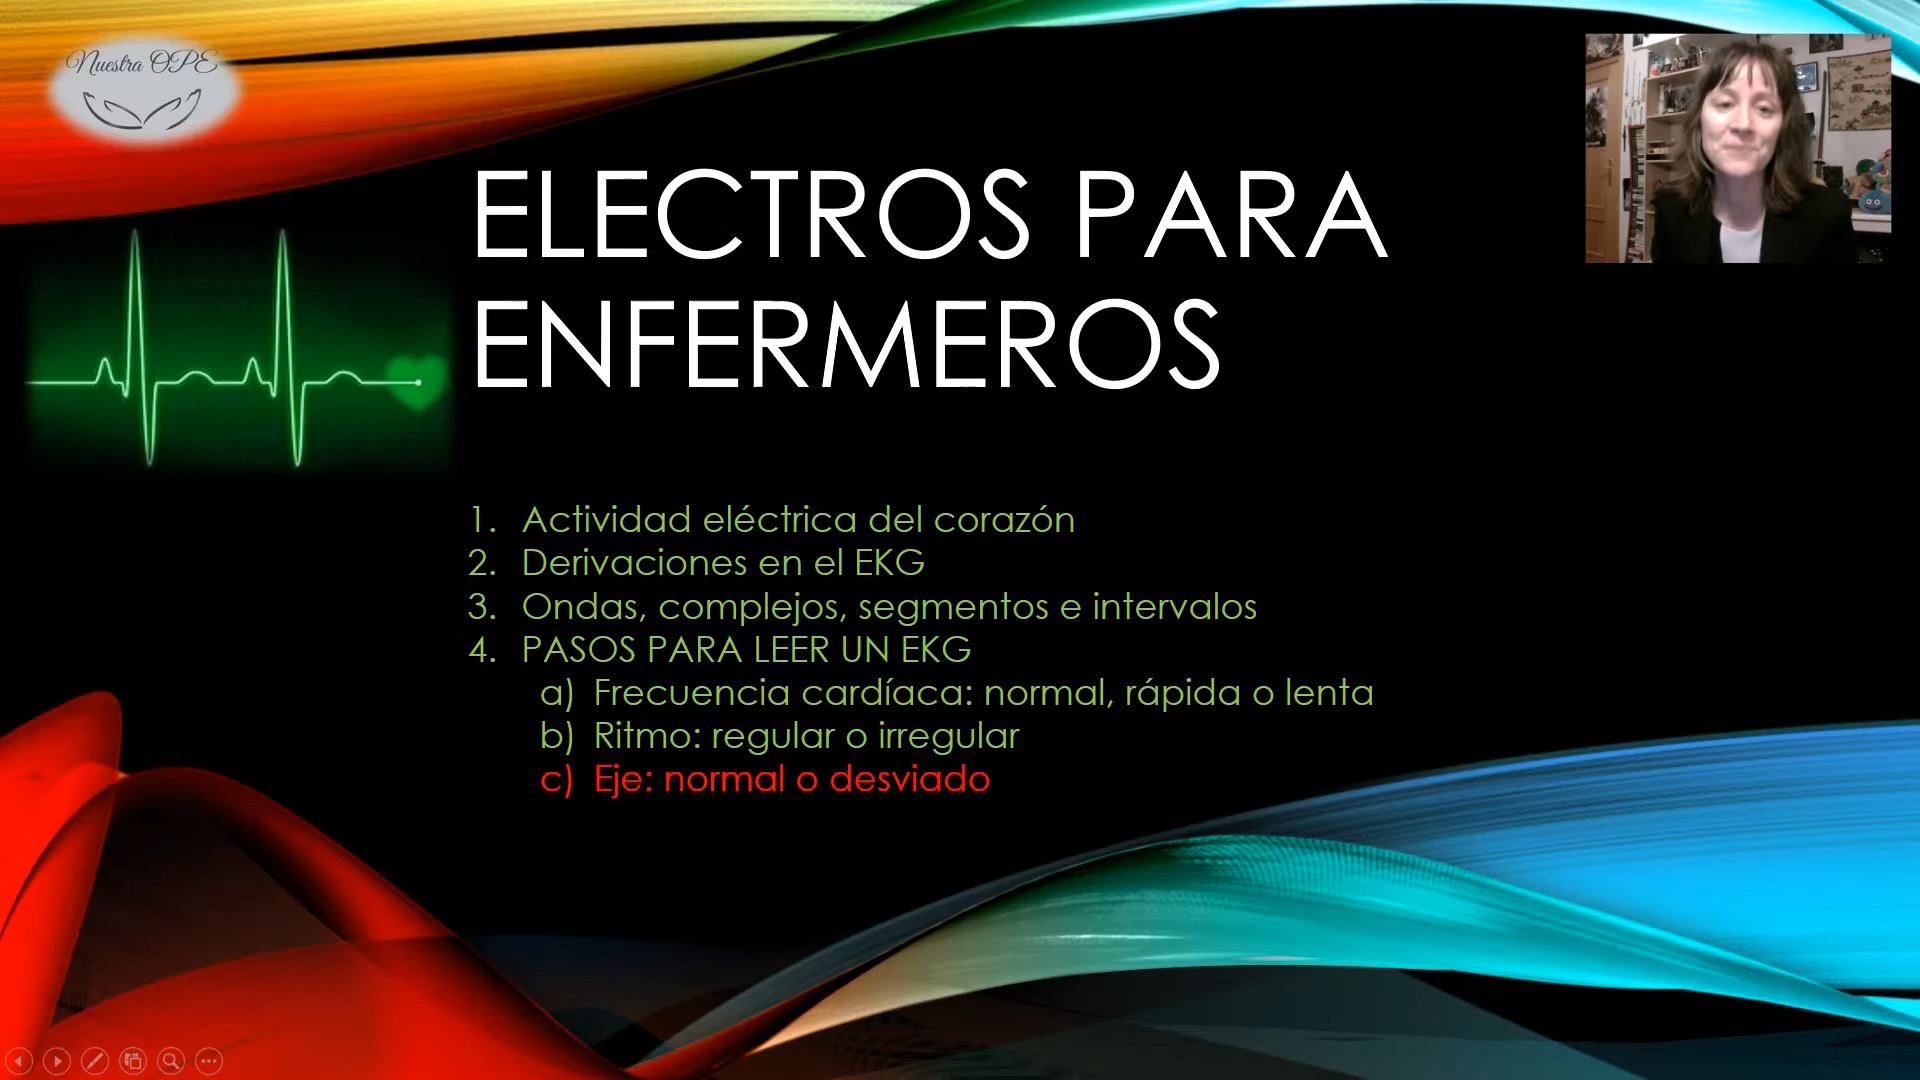 Nuestra OPE
ELECTROS PARA
ENFERMEROS
1. Actividad eléctrica del corazón
2. Derivaciones en el EKG
3. Ondas, complejos, segmentos e intervalos
4. PASOS PARA LEER UN EKG
a) Frecuencia cardíaca: normal, rápida o lenta
b) Ritmo: regular o irregular
c) Eje: normal o desviado